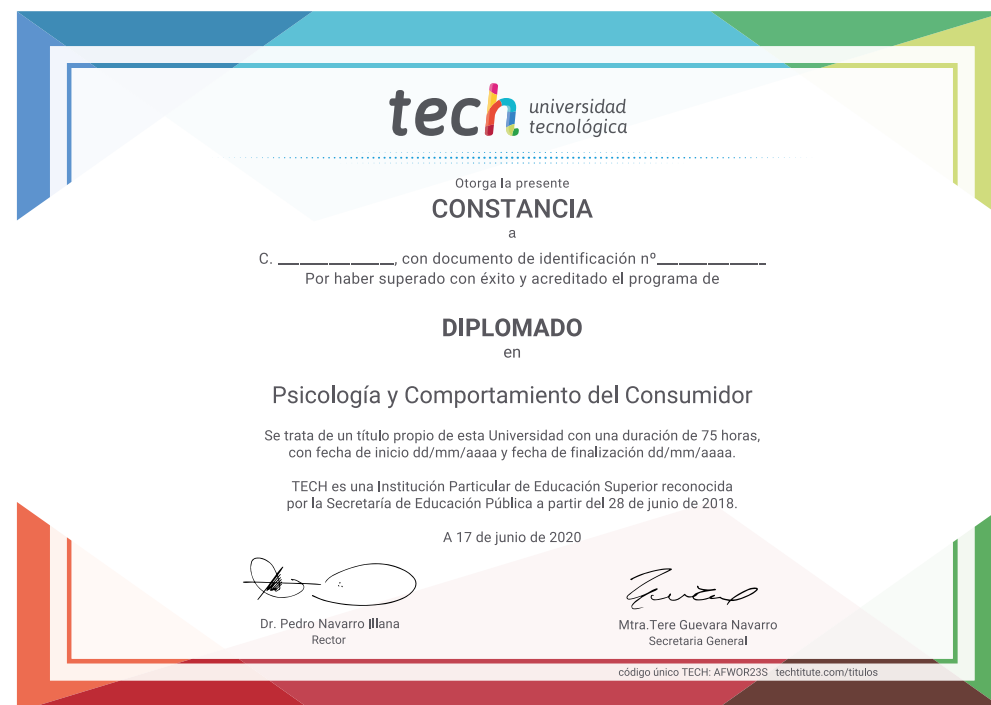 tech universidad
tecnológica
Otorga la presente
CONSTANCIA
a
C. ______________, con documento de identificación nº_____________
Por haber superado con éxito y acreditado el programa de
DIPLOMADO
en
Psicología y Comportamiento del Consumidor
Se trata de un título propio de esta Universidad con una duración de 75 horas,
con fecha de inicio dd/mm/aaaa y fecha de finalización dd/mm/aaaa.
TECH es una Institución Particular de Educación Superior reconocida
por la Secretaría de Educación Pública a partir del 28 de junio de 2018.
A 17 de junio de 2020
Dr. Pedro Navarro Illana
Rector
Mtra.Tere Guevara Navarro
Secretaria General
código único TECH: AFWOR23S techtitute.com/titulos